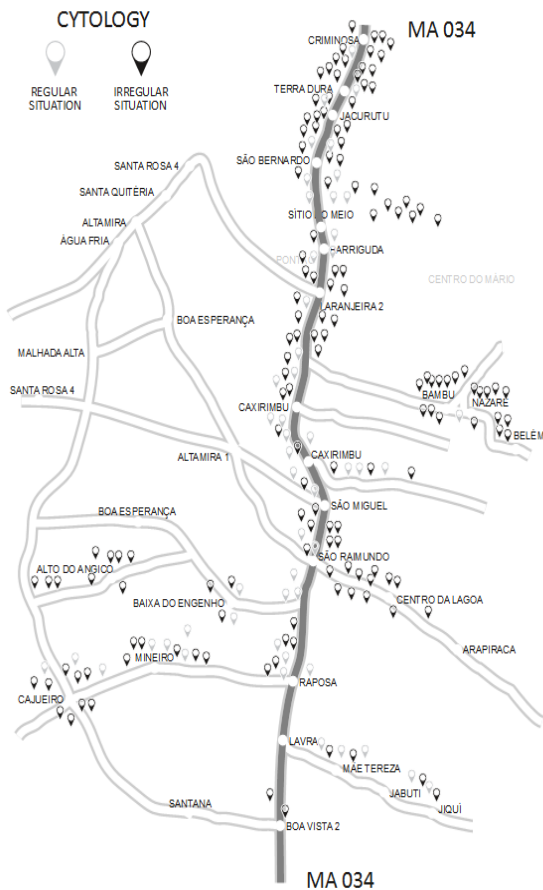 CYTOLOGY
MA 034
REGULAR
SITUATION
IRREGULAR
SITUATION
CRIMINOSA
TERRA DURA
JACURUTU
SANTA ROSA 4
SÃO BERNARDO
SANTA QUITÉRIA
ALTAMIRA
SÍTIO DO MEIO
ÁGUA FRIA
BARRIGUDA
CENTRO DO MÁRIO
LARANJEIRA 2
BOA ESPERANÇA
MALHADA ALTA
SANTA ROSA 4
BAMBU
NAZARÉ
CAXIRIMBU
BELÉM
ALTAMIRA 1
CAXIRIMBU
SÃO MIGUEL
BOA ESPERANÇA
SÃO RAIMUNDO
ALTO DO ANGICO
BAIXA DO ENGENHO
CENTRO DA LAGOA
ARAPIRACA
MINEIRO
RAPOSA
CAJUEIRO
LAVRA
MÃE TEREZA
JABUTI
JIQUÍ
SANTANA
BOA VISTA 2
MA 034